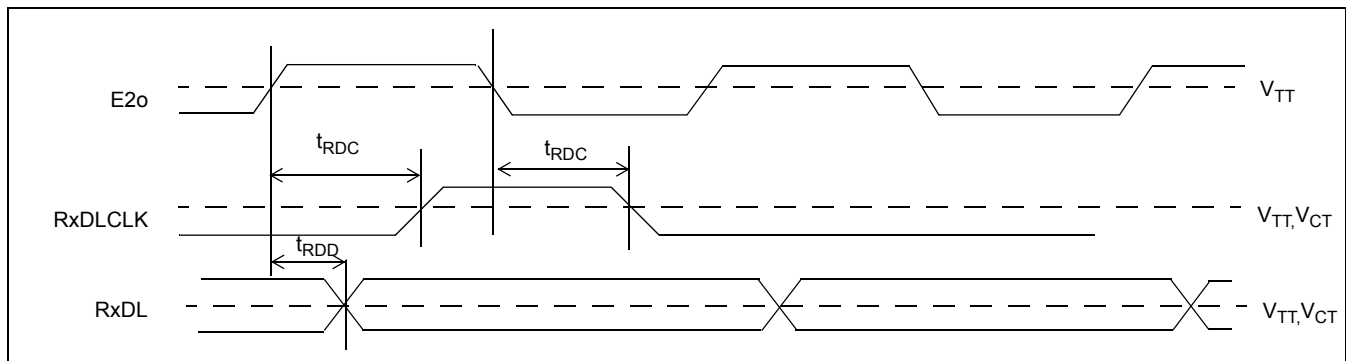 E2o
V_TT
t_RDC
t_RDC
RxDLCLK
V_TT,V_CT
t_RDD
RxDL
V_TT,V_CT